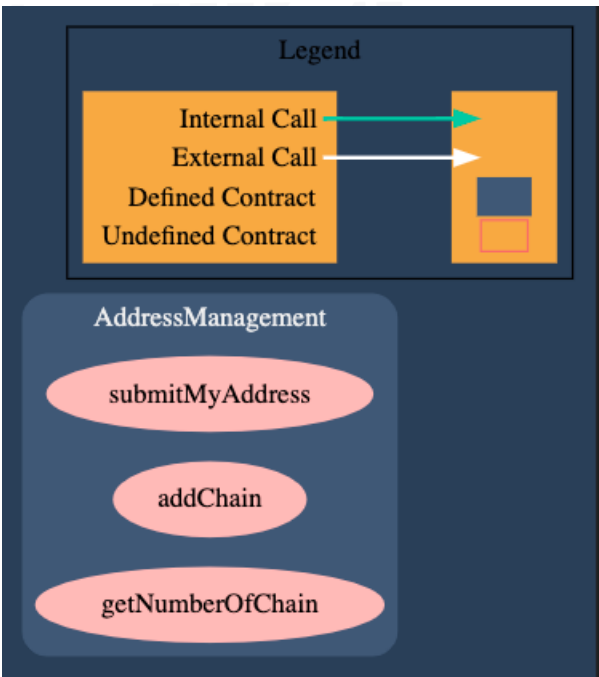 Legend
Internal Call
External Call
Defined Contract
Undefined Contract
AddressManagement
submitMyAddress
addChain
getNumberOfChain